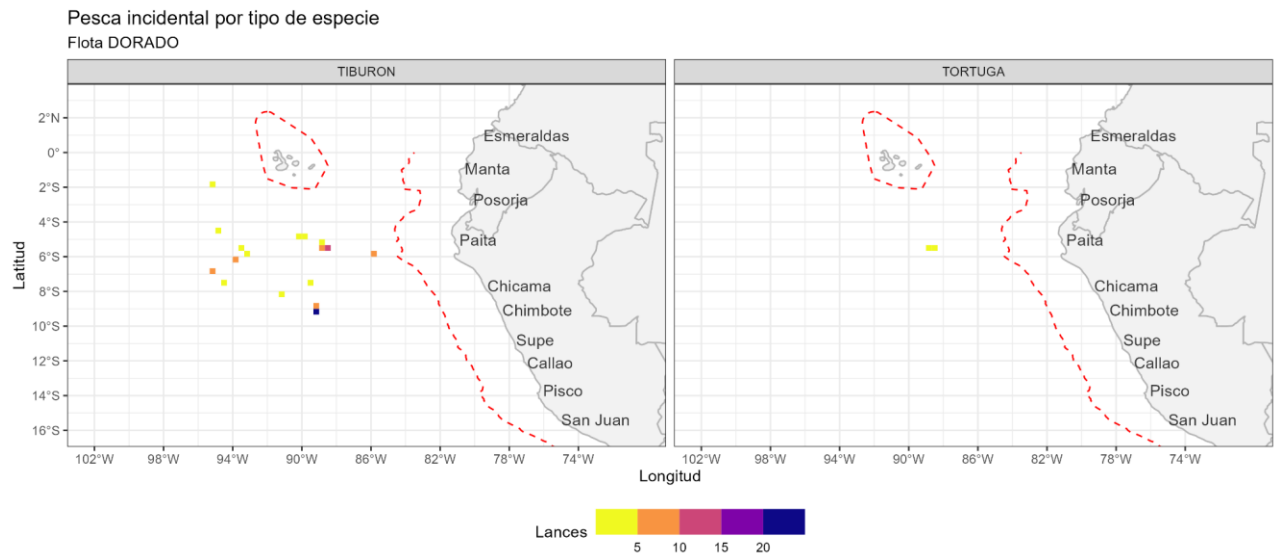 Pesca incidental por tipo de especie
Flota DORADO
TIBURON
TORTUGA
2°N
0°
2°S
4°S
6°S
8°S
10°S
12°S
14°S
16°S
Latitud
Esmeraldas
Manta
Posorja
Paita
Chicama
Chimbote
Supe
Callao
Pisco
San Juan
Esmeraldas
Manta
Posorja
Paita
Chicama
Chimbote
Supe
Callao
Pisco
San Juan
102°W 98°W 94°W 90°W 86°W 82°W 78°W 74°W
102°W 98°W 94°W 90°W 86°W 82°W 78°W 74°W
Longitud
Lances
5 10 15 20